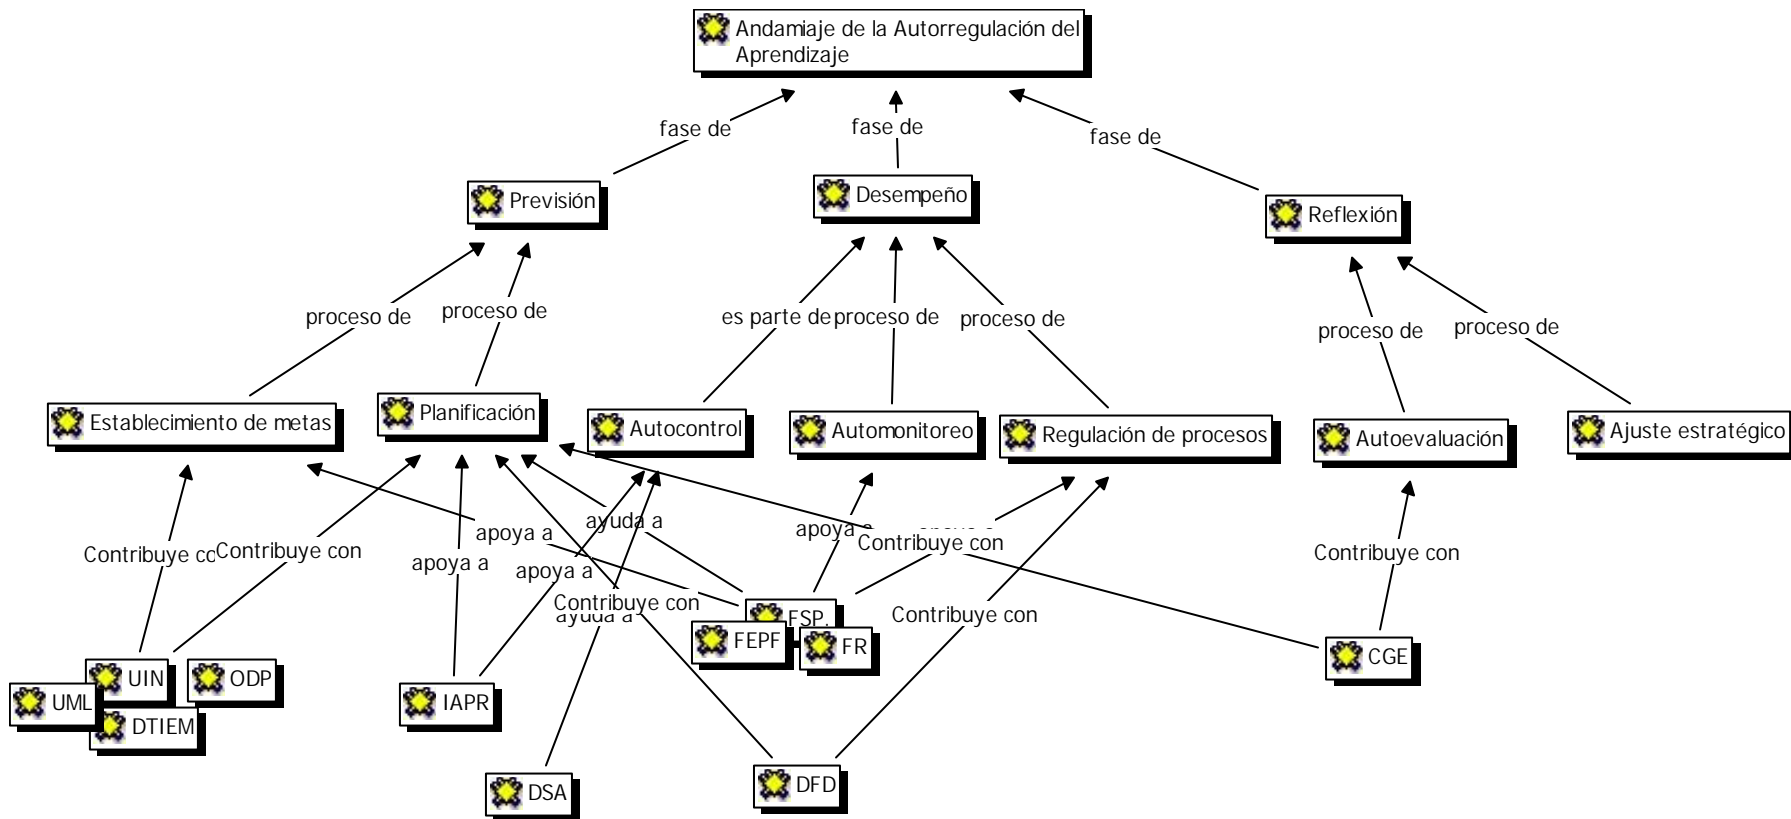 Andamiaje de la Autorregulación del
Aprendizaje
fase de
fase de
fase de
Previsión
Desempeño
Reflexión
proceso de
proceso de
es parte de
proceso de
proceso de
proceso de
proceso de
Establecimiento de metas
Planificación
Autocontrol
Automonitoreo
Regulación de procesos
Autoevaluación
Ajuste estratégico
apoya a
ayuda a
apoya a
Contribuye con
Contribuye co
Contribuye con
apoya a
apoya a
Contribuye con
Contribuye con
ayuda a
Contribuye con
FSP.
FEPF
FR
CGE
UIN
ODP
UML
DTIEM
IAPR
DSA
DFD